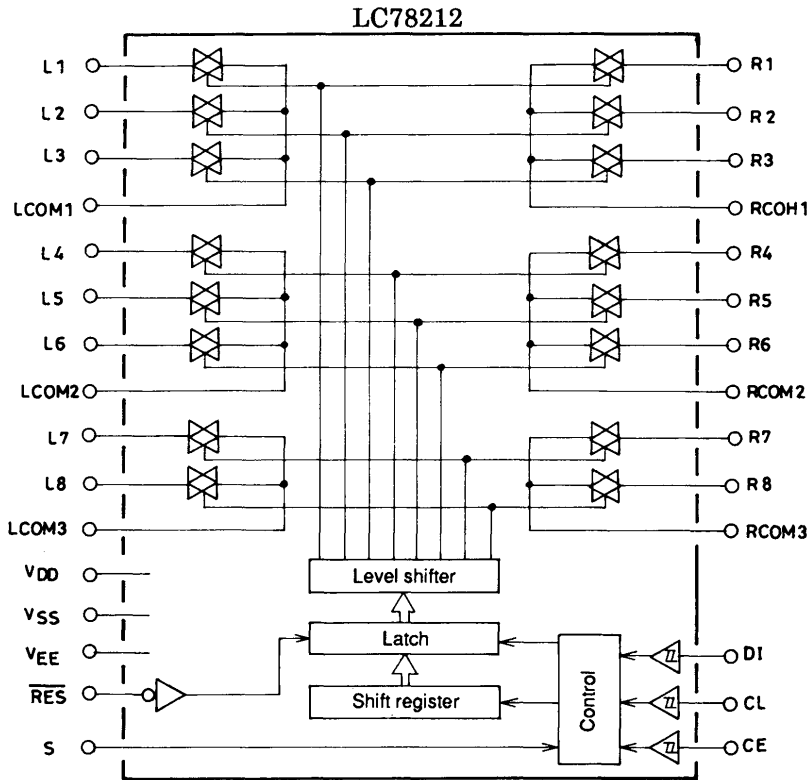 LC78212
L1
R1
L2
R2
L3
R3
LCOM1
RCOH1
L4
R4
L5
R5
L6
R6
LCOM2
RCOM2
L7
R7
L8
R8
LCOM3
RCOM3
VDD
Level shifter
VSS
Latch
VEE
DI
RES
Shift register
Control
CL
S
CE